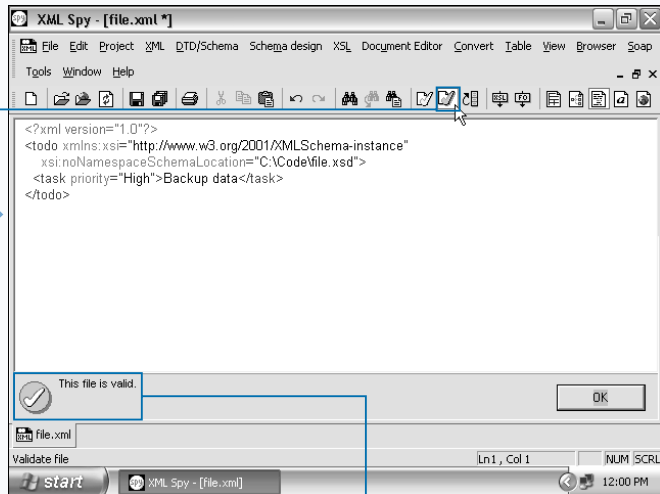 XML Spy - [file.xml *]
File Edit Project XML DTD/Schema Schema design XSL Document Editor Convert Table View Browser Soap
Tools Window Help
<?xml version="1.0"?>
<todo xmlns:xsi="http://www.w3.org/2001/XMLSchema-instance"
xsi:noNamespaceSchemaLocation="C:\Code\file.xsd">
<task priority="High">Backup data</task>
</todo>
This file is valid.
OK
file.xml
Validate file Ln 1, Col 1 NUM SCRL
start XML Spy - [file.xml] 12:00 PM